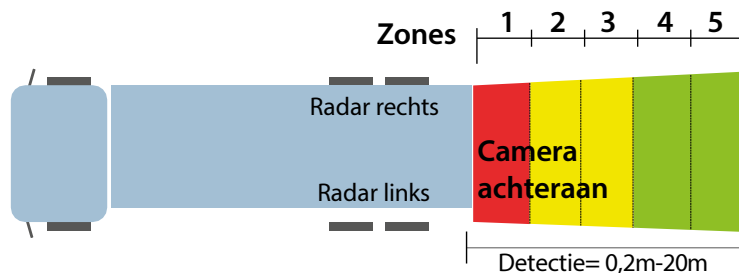 Zones 1 2 3 4 5
Radar rechts
Camera
achteraan
Radar links
Detectie= 0,2m-20m